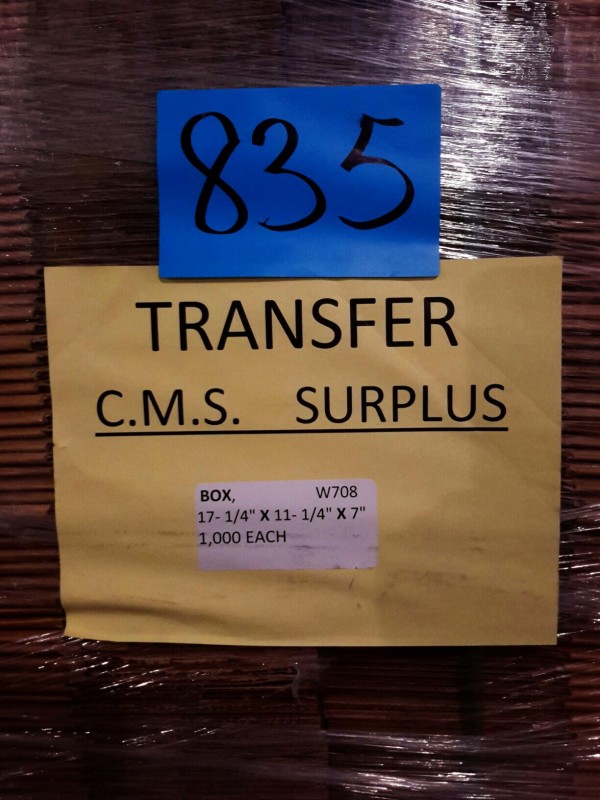 835
TRANSFER
C.M.S. SURPLUS
BOX, W708
17- 1/4" X 11- 1/4" X 7"
1,000 EACH